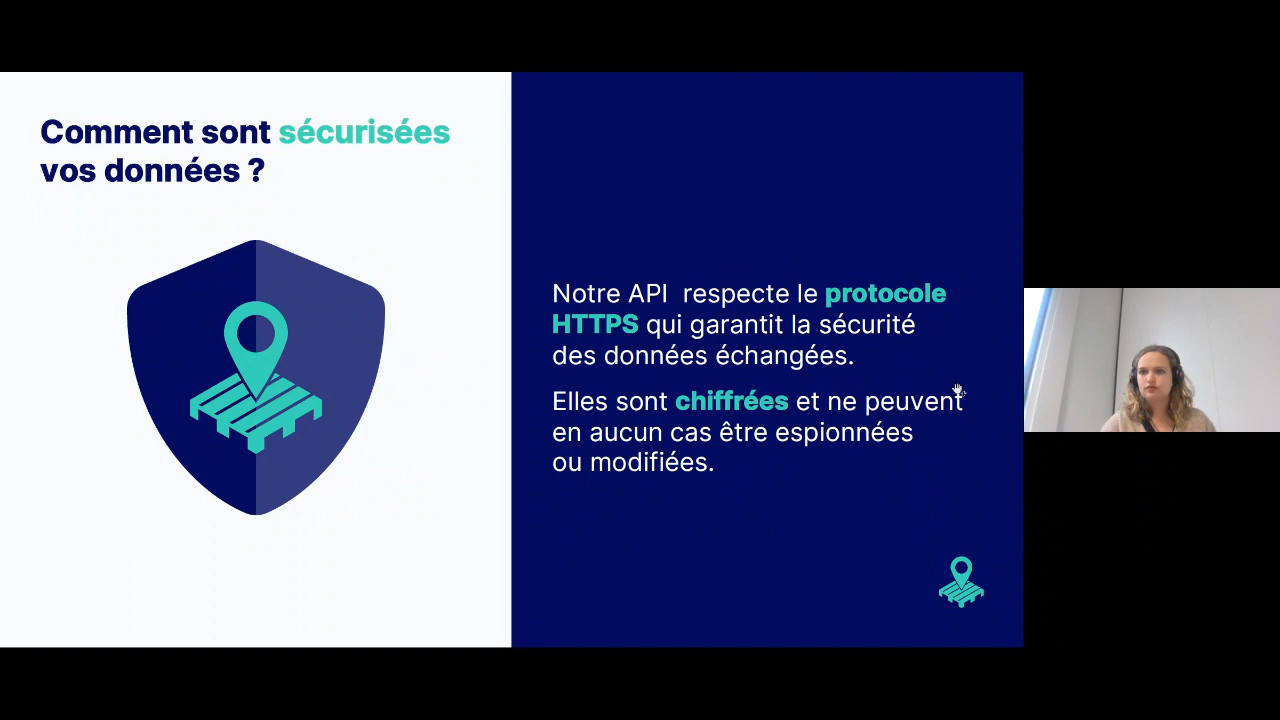 Comment sont sécurisées
vos données ?
Notre API  respecte le protocole
HTTPS qui garantit la sécurité
des données échangées.
Elles sont chiffrées et ne peuvent
en aucun cas être espionnées
ou modifiées.